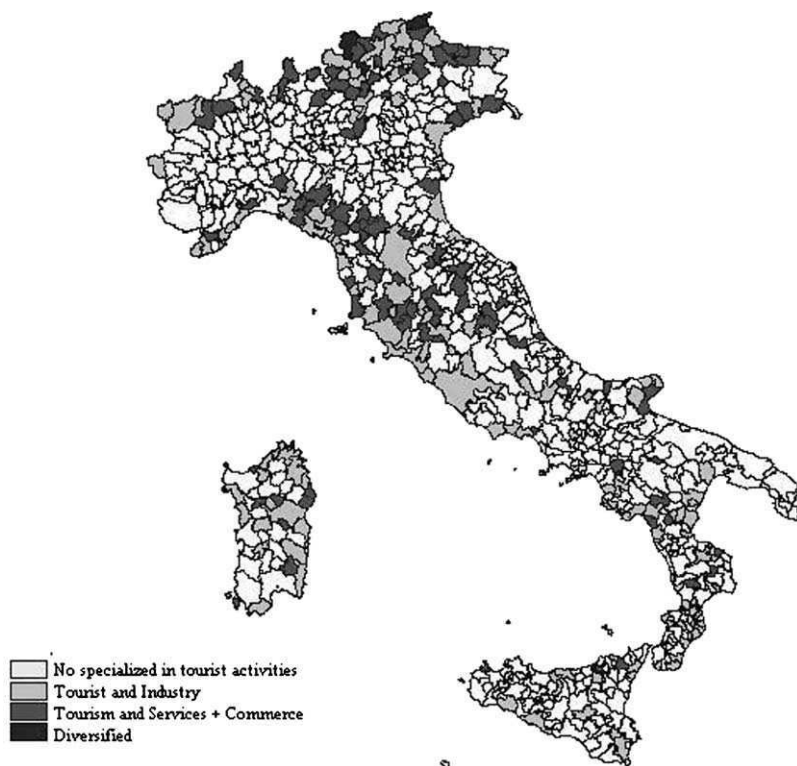 No specialized in tourist activities
Tourist and Industry
Tourism and Services + Commerce
Diversified